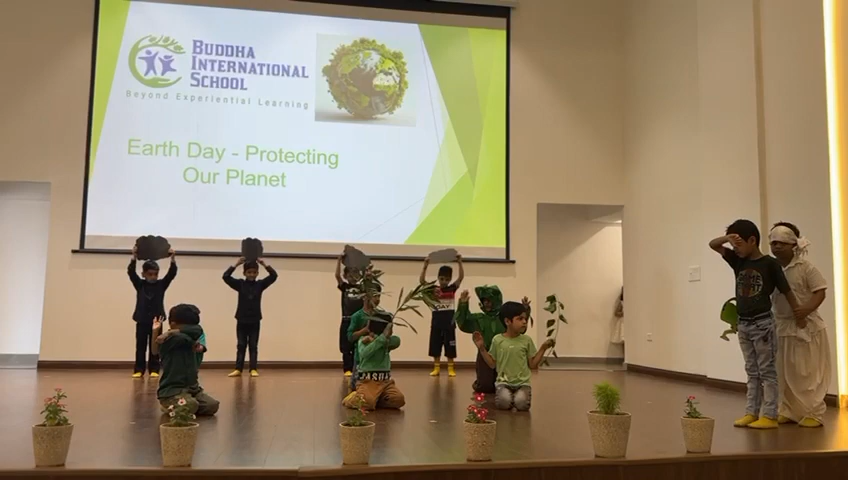 BUDDHA
INTERNATIONAL
SCHOOL
Beyond Experiential Learning
Earth Day - Protecting
Our Planet